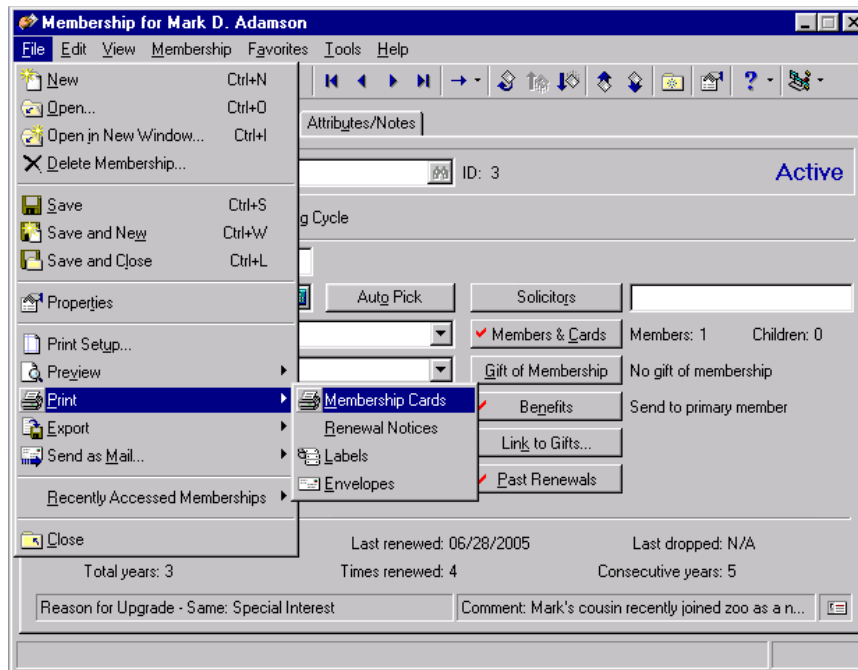 Membership for Mark D. Adamson
File Edit View Membership Favorites Tools Help
New Ctrl+N
Open... Ctrl+O
Open in New Window... Ctrl+I
Delete Membership...
Save Ctrl+S
Save and New Ctrl+W
Save and Close Ctrl+L
Properties
Print Setup...
Preview
Print
Export
Send as Mail...
Recently Accessed Memberships
Close
Membership Cards
Renewal Notices
Labels
Envelopes
Attributes/Notes
ID: 3 Active
g Cycle
Auto Pick Solicitors
Members & Cards Members: 1 Children: 0
Gift of Membership No gift of membership
Benefits Send to primary member
Link to Gifts...
Past Renewals
Last renewed: 06/28/2005 Last dropped: N/A
Total years: 3 Times renewed: 4 Consecutive years: 5
Reason for Upgrade - Same: Special Interest Comment: Mark's cousin recently joined zoo as a n...